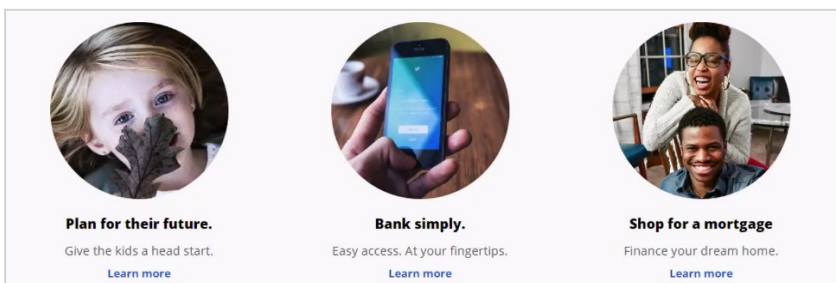 Plan for their future.
Give the kids a head start.
Learn more
Bank simply.
Easy access. At your fingertips.
Learn more
Shop for a mortgage
Finance your dream home.
Learn more